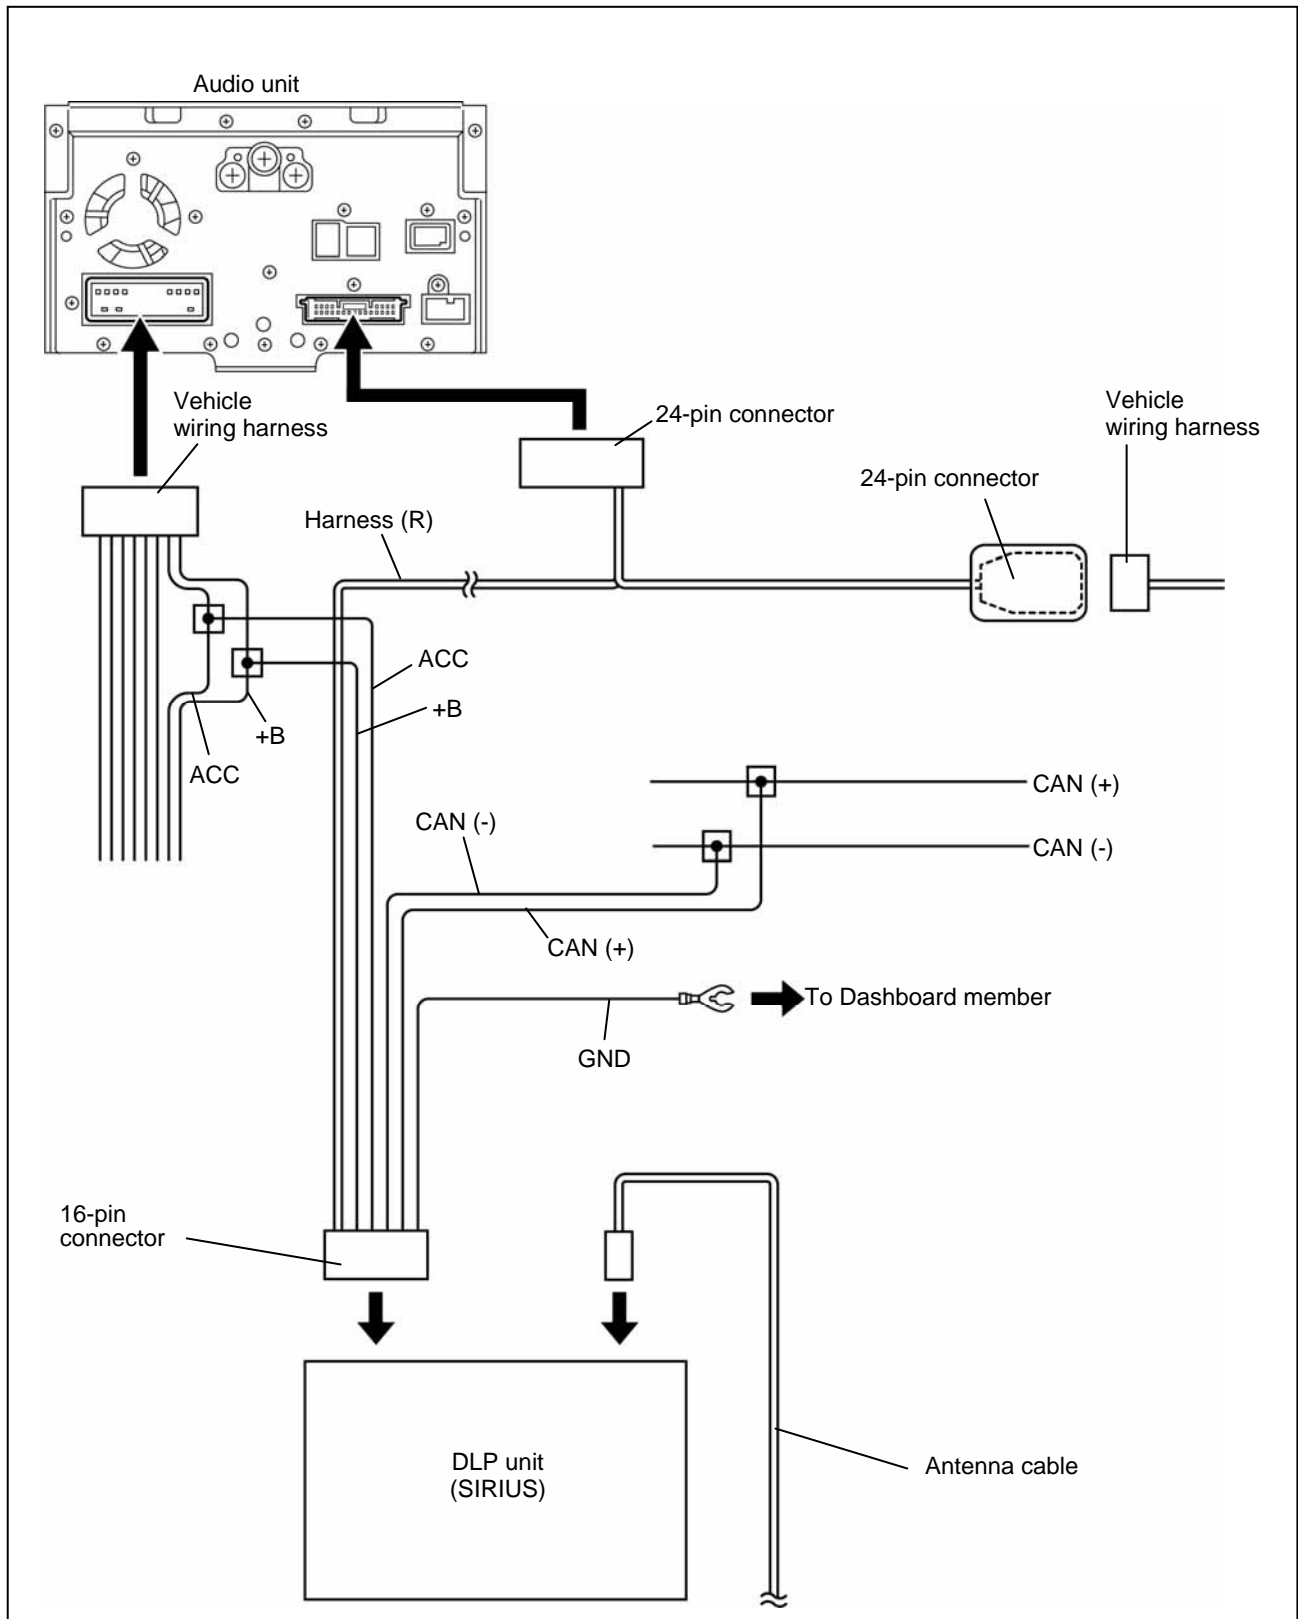 Audio unit
Vehicle
wiring harness
24-pin connector
Vehicle
wiring harness
24-pin connector
Harness (R)
ACC
+B
+B
ACC
CAN (+)
CAN (-)
CAN (-)
CAN (+)
To Dashboard member
GND
16-pin
connector
DLP unit
(SIRIUS)
Antenna cable